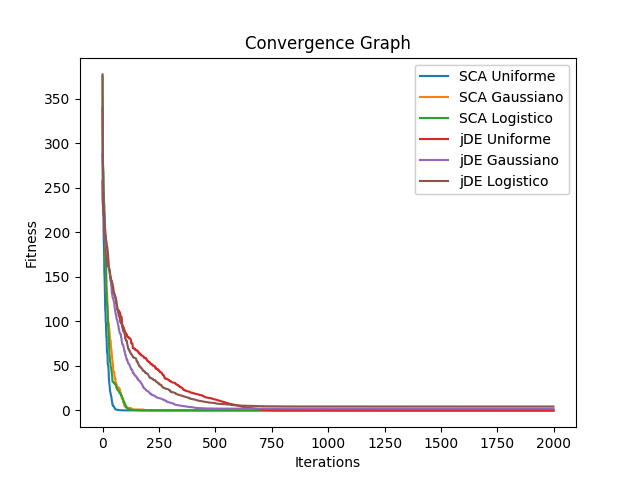 Convergence Graph
SCA Uniforme
SCA Gaussiano
SCA Logistico
jDE Uniforme
jDE Gaussiano
jDE Logistico
350
300
250
200
150
100
50
0
Fitness
0 250 500 750 1000 1250 1500 1750 2000
Iterations